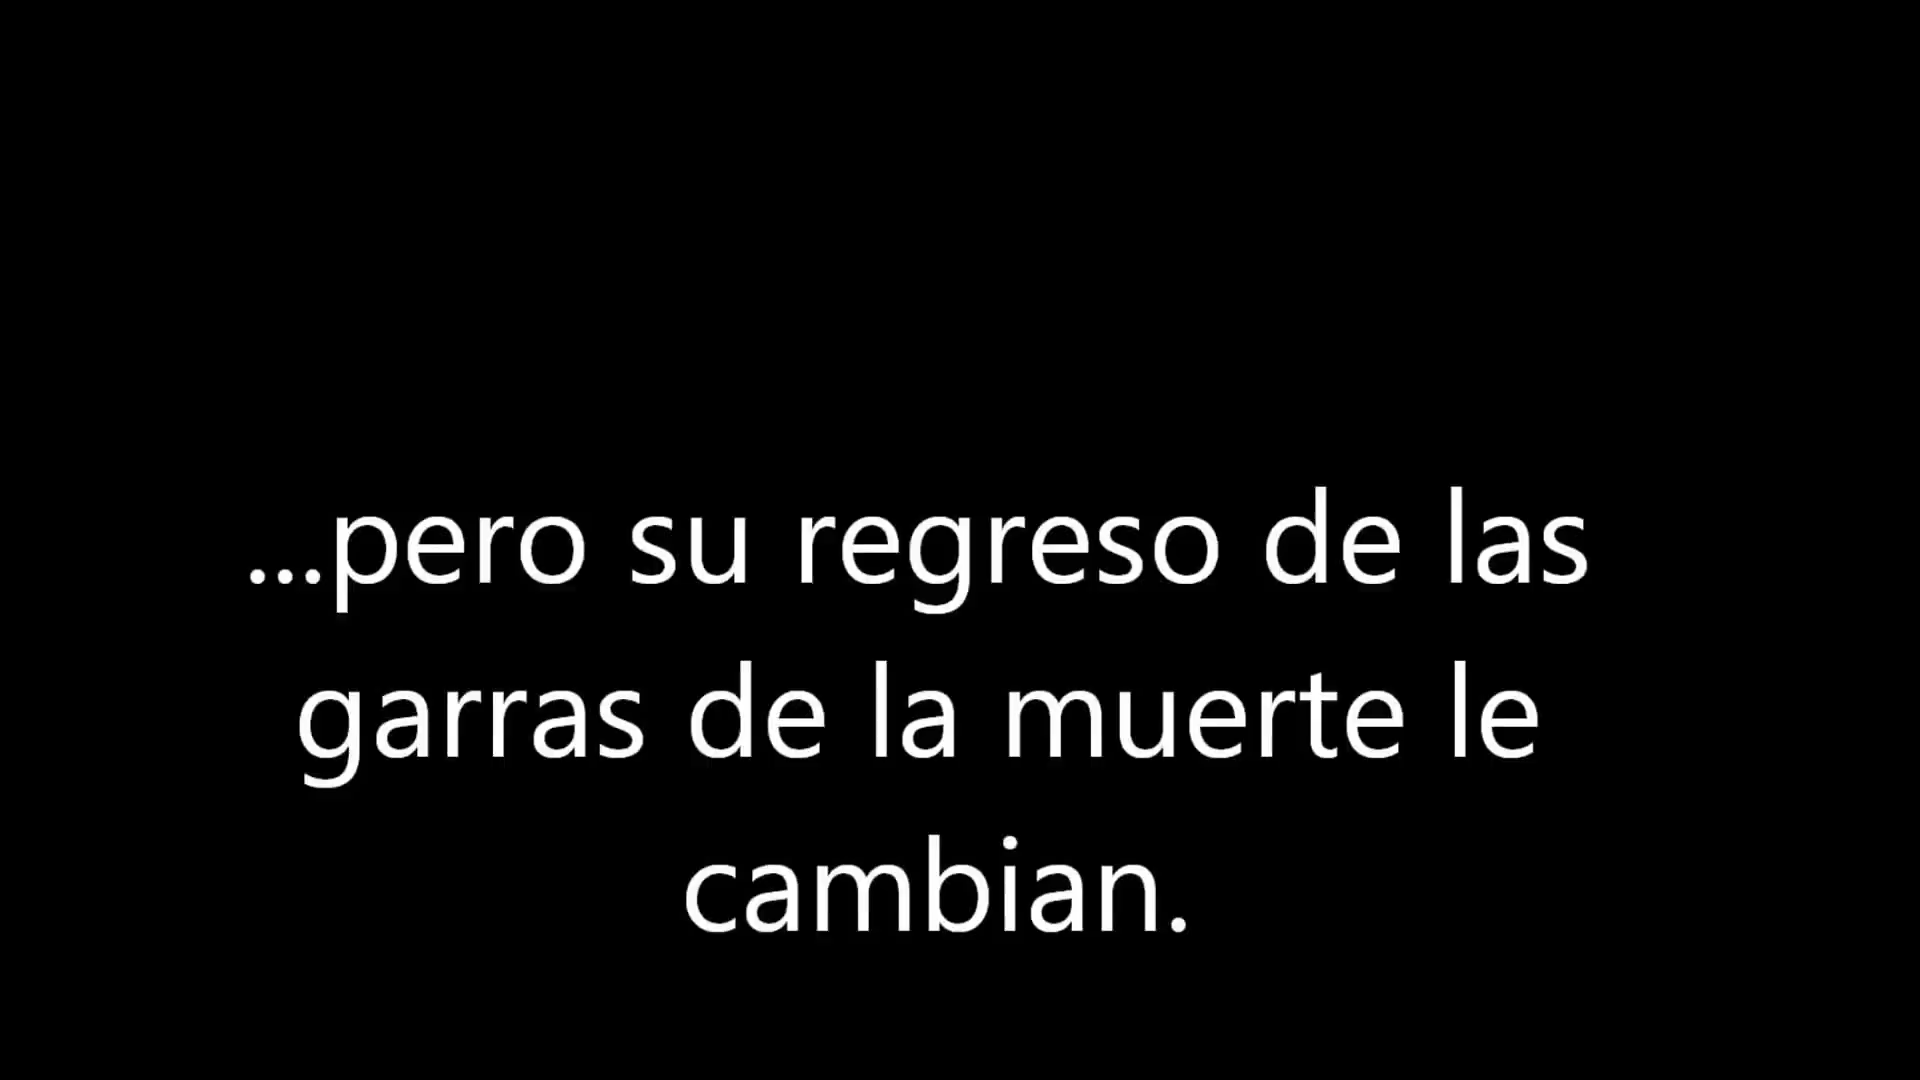 ...pero su regreso de las
garras de la muerte le
cambian.